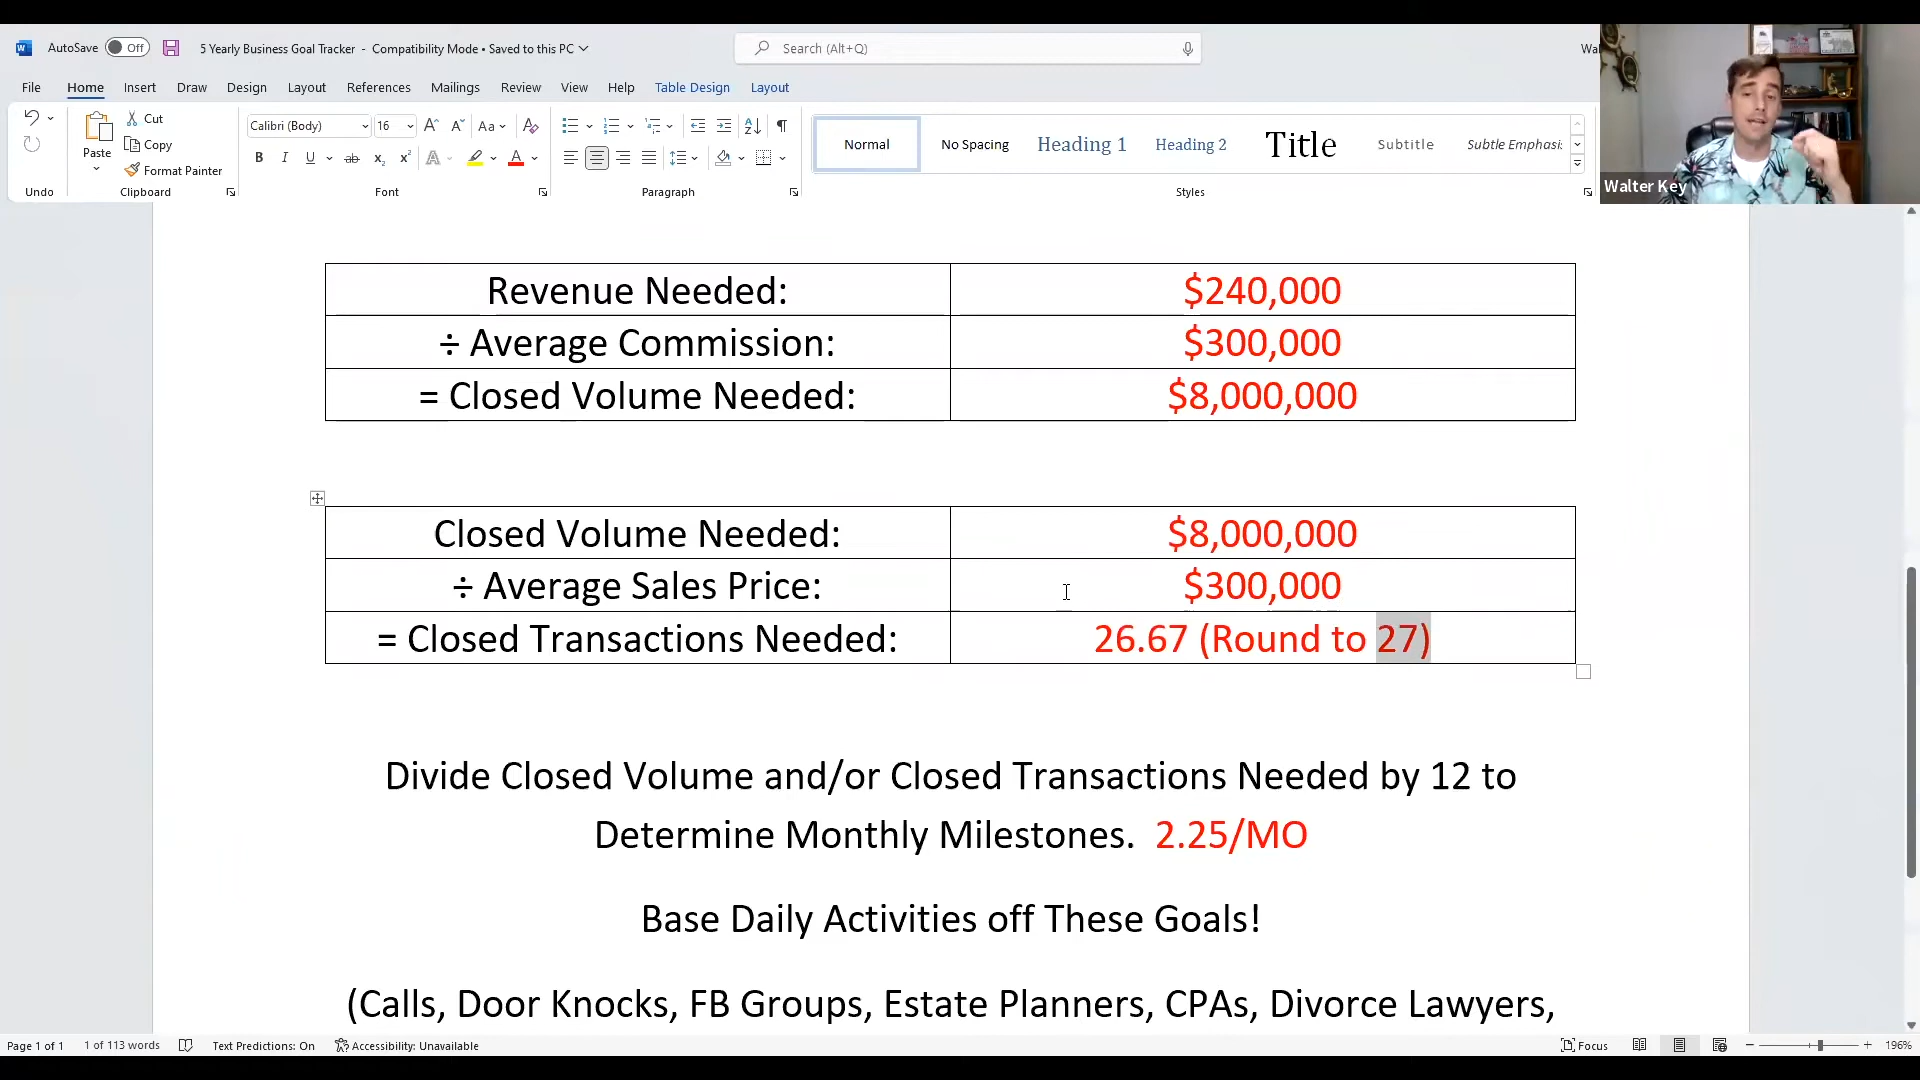 AutoSave Off 5 Yearly Business Goal Tracker - Compatibility Mode • Saved to this PC Search (Alt+Q) Wal
File Home Insert Draw Design Layout References Mailings Review View Help Table Design Layout
Paste Cut Copy Format Painter
Calibri (Body) 16 Aa
B I U ab x₂ x² A A
Normal No Spacing Heading 1 Heading 2 Title Subtitle Subtle Emphasi
Undo Clipboard Font Paragraph Styles
Walter Key
Revenue Needed: $240,000
÷ Average Commission: $300,000
= Closed Volume Needed: $8,000,000
Closed Volume Needed: $8,000,000
÷ Average Sales Price: $300,000
= Closed Transactions Needed: 26.67 (Round to 27)
Divide Closed Volume and/or Closed Transactions Needed by 12 to
Determine Monthly Milestones. 2.25/MO
Base Daily Activities off These Goals!
(Calls, Door Knocks, FB Groups, Estate Planners, CPAs, Divorce Lawyers,
Page 1 of 1 1 of 113 words Text Predictions: On Accessibility: Unavailable Focus 196%